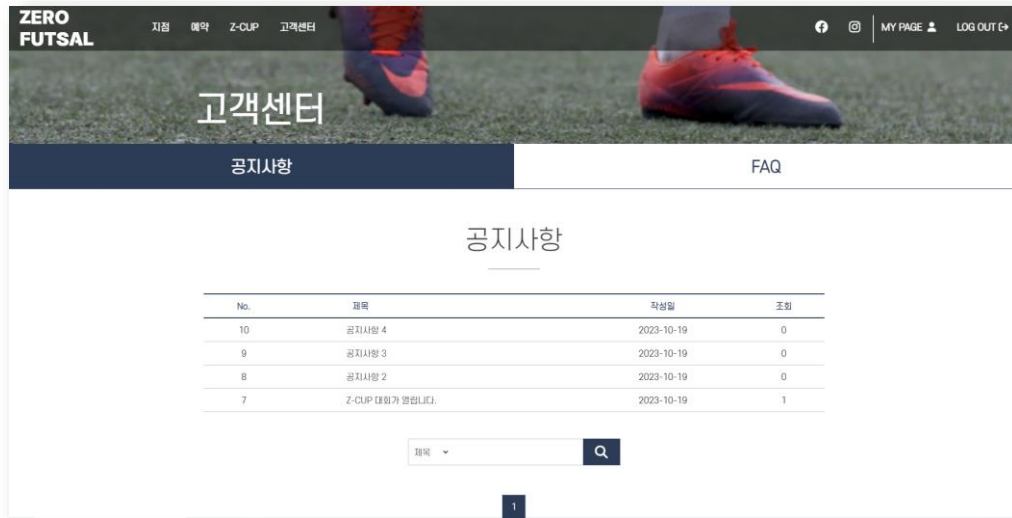 ZERO
FUTSAL
지점 예약 Z-CUP 고객센터
MY PAGE LOG OUT
고객센터
공지사항 FAQ
공지사항
No. 제목 작성일 조회
10 공지사항 4 2023-10-19 0
9 공지사항 3 2023-10-19 0
8 공지사항 2 2023-10-19 0
7 Z-CUP 대회가 열립니다. 2023-10-19 1
제목
1